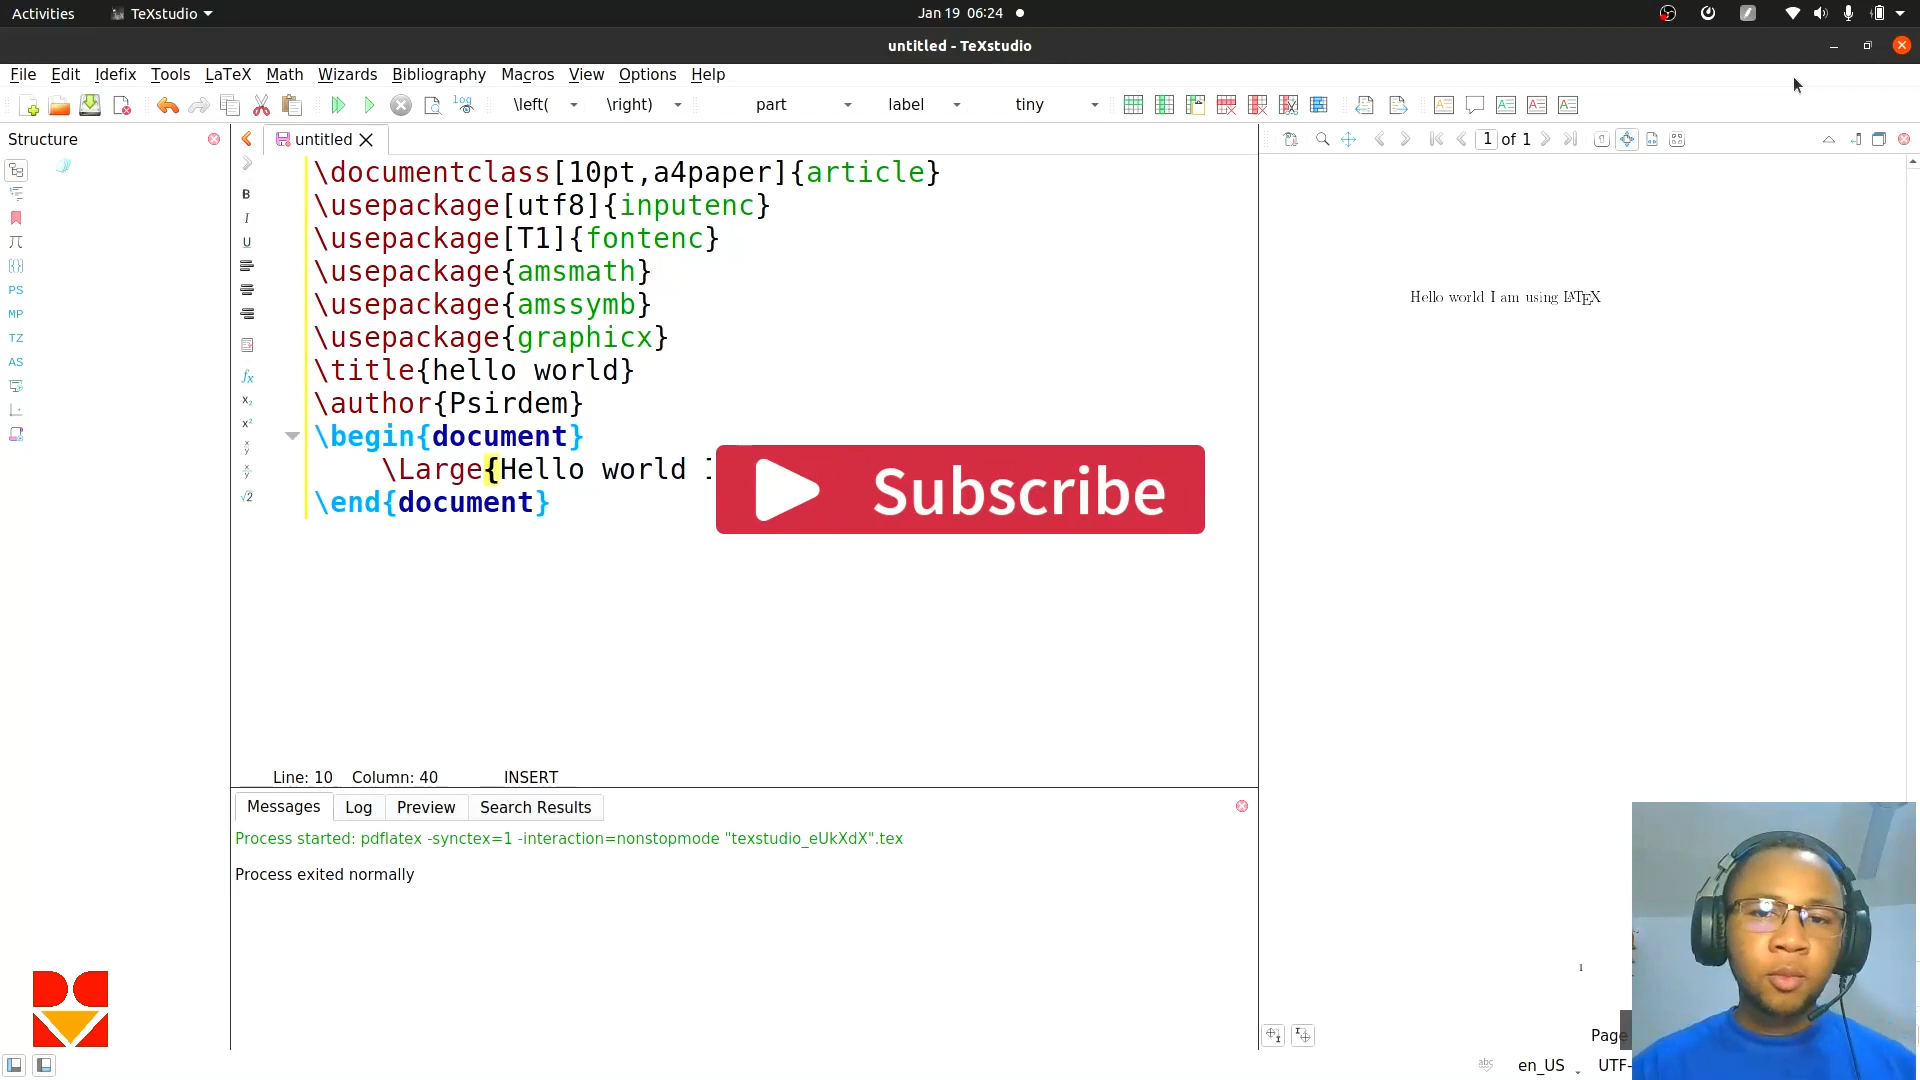 Activities
TeXstudio
Jan 19 06:24
untitled - TeXstudio
File Edit Idefix Tools LaTeX Math Wizards Bibliography Macros View Options Help
log
\left(
\right)
part
label
tiny
Structure
untitled
1 of 1
PS
MP
TZ
AS
B
I
U
\documentclass[10pt,a4paper]{article}
\usepackage[utf8]{inputenc}
\usepackage[T1]{fontenc}
\usepackage{amsmath}
\usepackage{amssymb}
\usepackage{graphicx}
\title{hello world}
\author{Psirdem}
\begin{document}
\Large{Hello world
\end{document}
Subscribe
Hello world I am using LATEX
1
Line: 10 Column: 40 INSERT
Messages Log Preview Search Results
Process started: pdflatex -synctex=1 -interaction=nonstopmode "texstudio_eUkXdX".tex
Process exited normally
Page
en_US UTF-